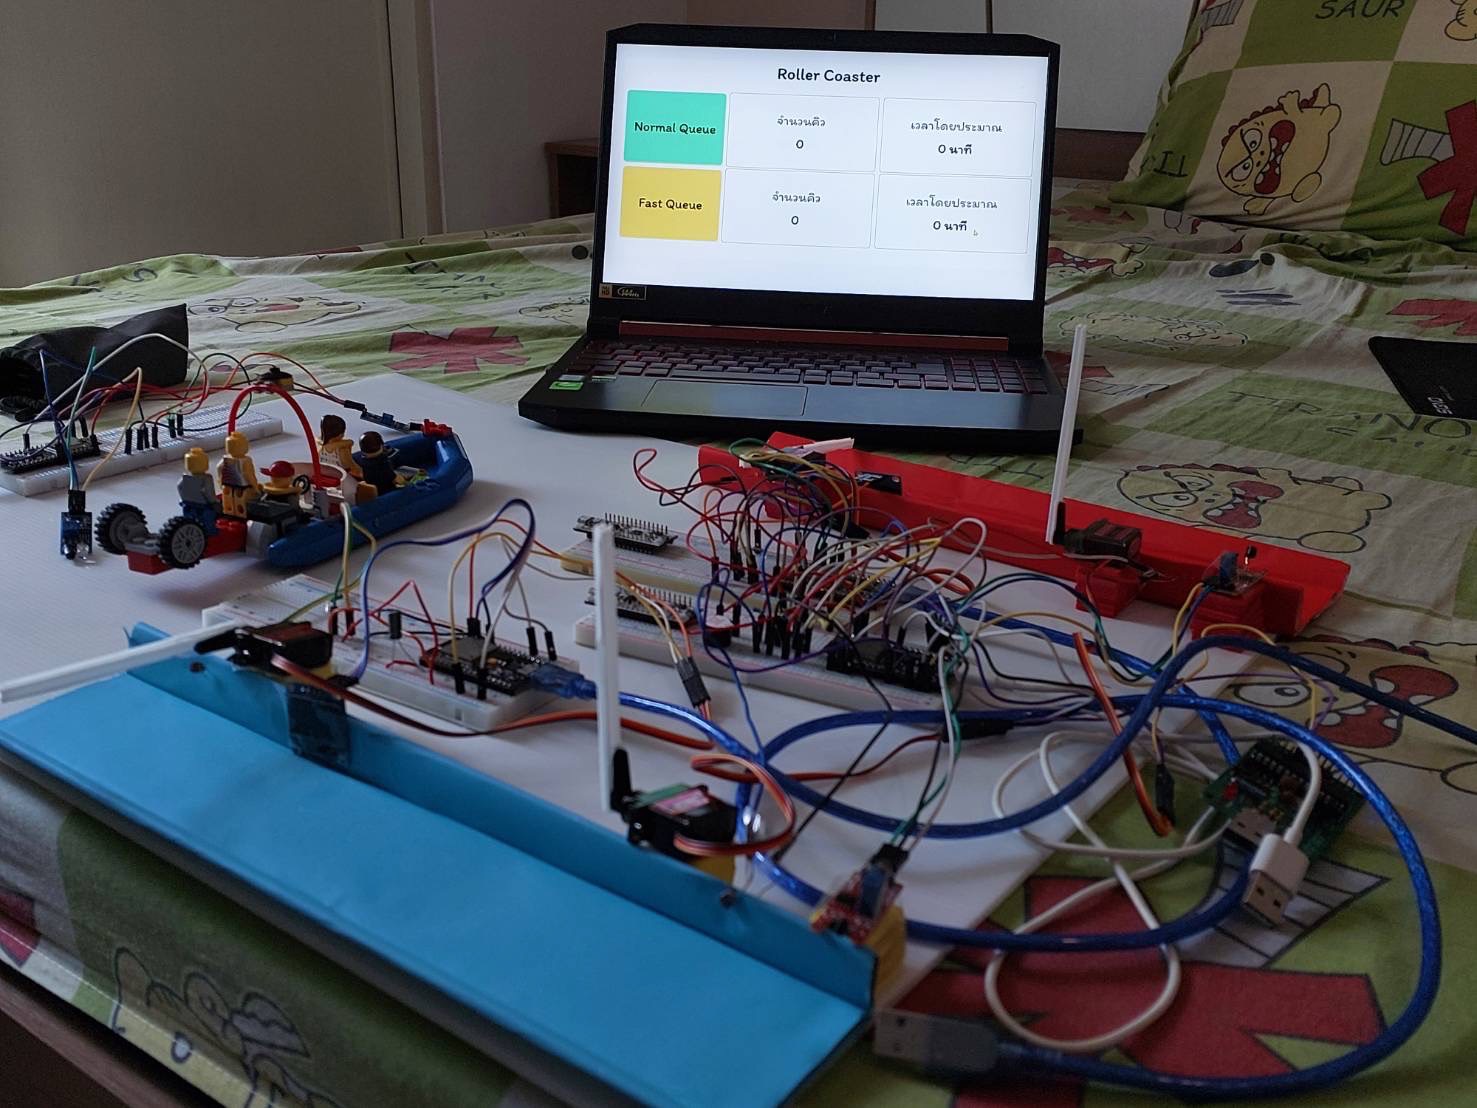 Roller Coaster
Normal Queue
จำนวนคิว
0
เวลาโดยประมาณ
0 นาที
Fast Queue
จำนวนคิว
0
เวลาโดยประมาณ
0 นาที
SAUR